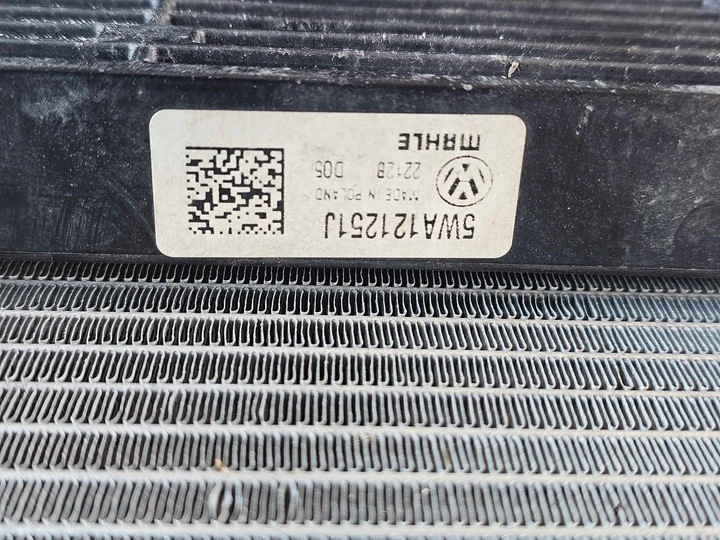 5WA121251J
MADE IN POLAND
22128 D05
MAHLE